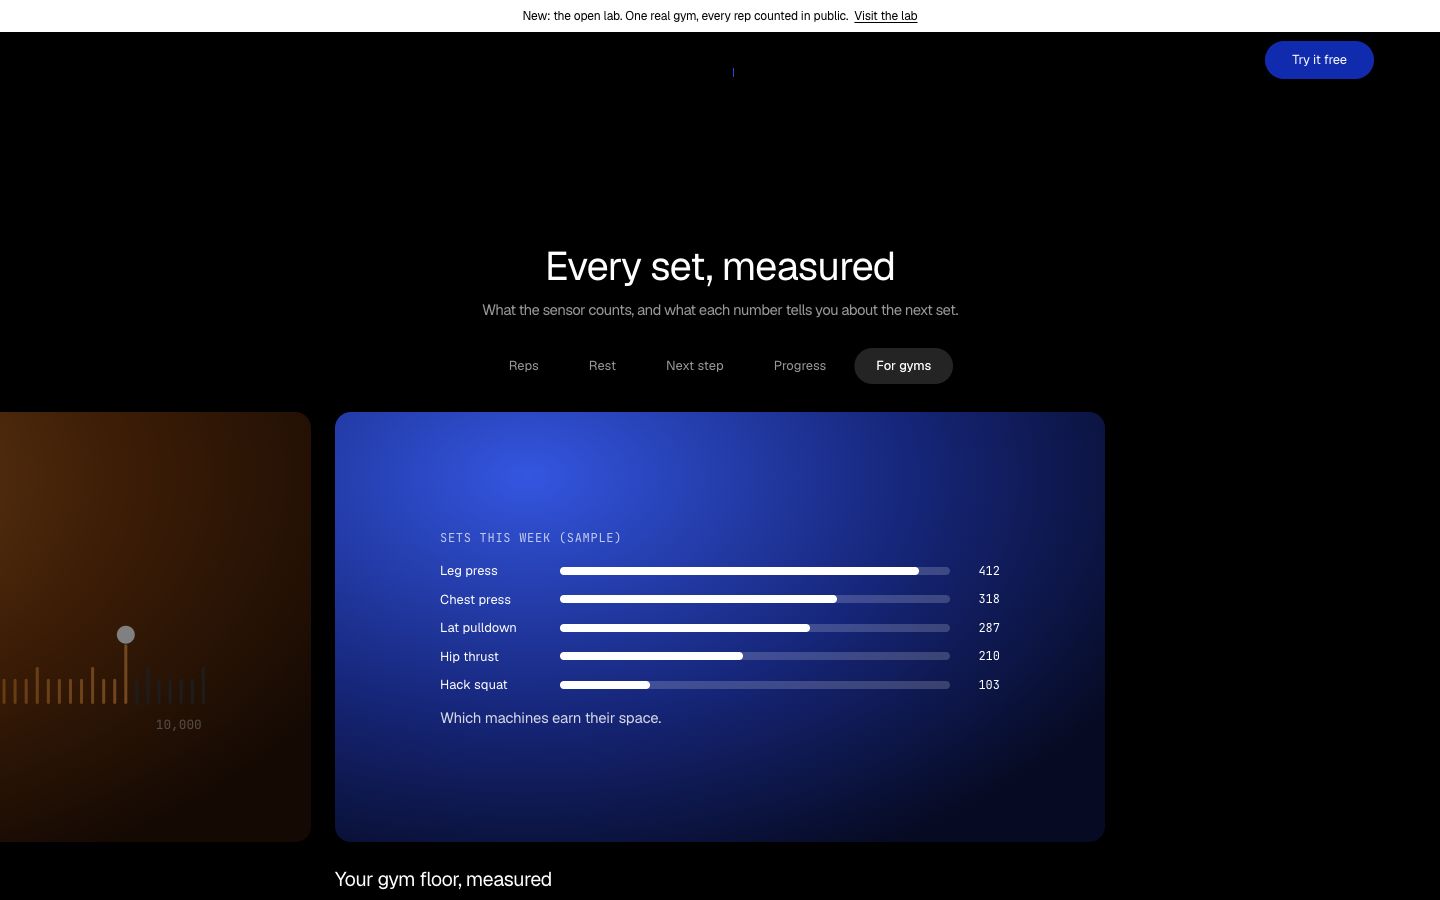 New: the open lab. One real gym, every rep counted in public. Visit the lab
Try it free
Every set, measured
What the sensor counts, and what each number tells you about the next set.
Reps Rest Next step Progress For gyms
SETS THIS WEEK (SAMPLE)
Leg press 412
Chest press 318
Lat pulldown 287
Hip thrust 210
Hack squat 103
Which machines earn their space.
10,000
Your gym floor, measured